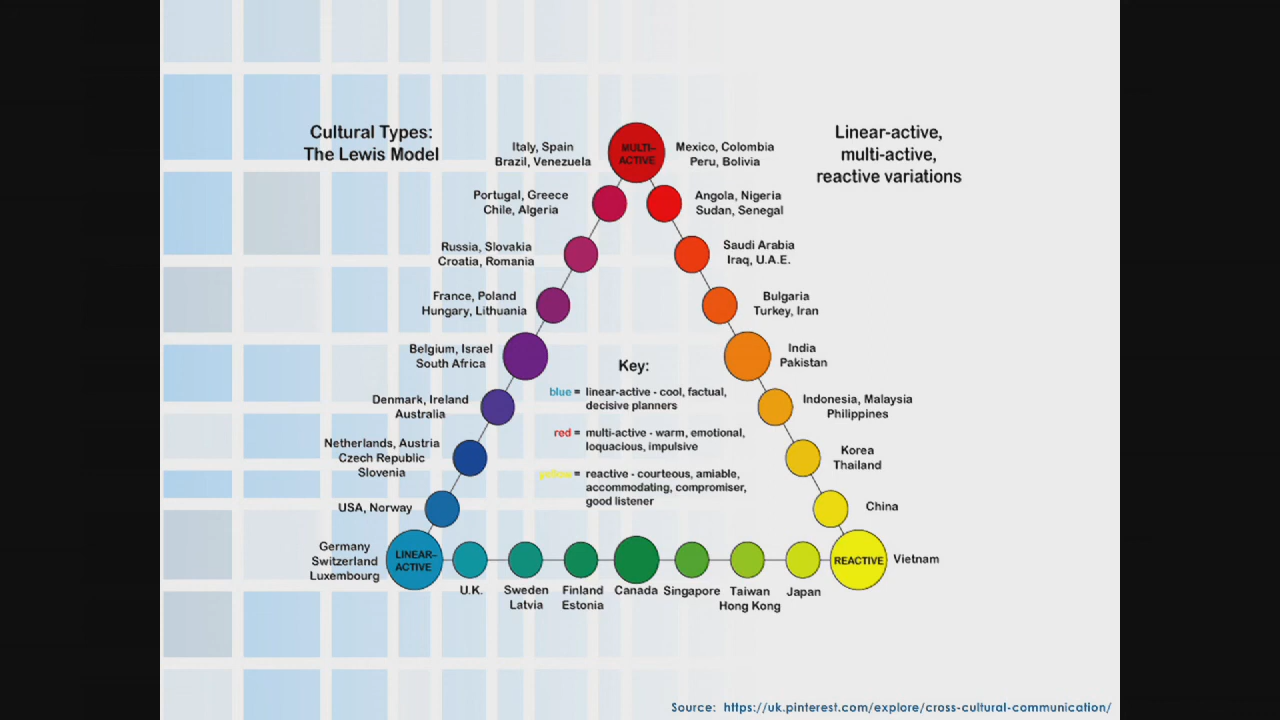 Cultural Types:
The Lewis Model
Linear-active,
multi-active,
reactive variations
MULTI-
ACTIVE
Italy, Spain
Brazil, Venezuela
Mexico, Colombia
Peru, Bolivia
Portugal, Greece
Chile, Algeria
Angola, Nigeria
Sudan, Senegal
Russia, Slovakia
Croatia, Romania
Saudi Arabia
Iraq, U.A.E.
France, Poland
Hungary, Lithuania
Bulgaria
Turkey, Iran
Belgium, Israel
South Africa
India
Pakistan
Denmark, Ireland
Australia
Indonesia, Malaysia
Philippines
Netherlands, Austria
Czech Republic
Slovenia
Korea
Thailand
USA, Norway
China
Germany
Switzerland
Luxembourg
LINEAR-
ACTIVE
REACTIVE
Vietnam
U.K.
Sweden
Latvia
Finland
Estonia
Canada
Singapore
Taiwan
Hong Kong
Japan
Key:
blue = linear-active - cool, factual,
decisive planners
red = multi-active - warm, emotional,
loquacious, impulsive
yellow = reactive - courteous, amiable,
accommodating, compromiser,
good listener
Source: https://uk.pinterest.com/explore/cross-cultural-communication/